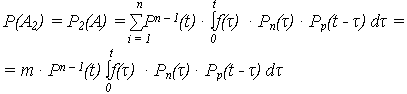 P(A₂) = P₂(A) = ∑ᵢ₌₁ⁿ Pⁿ⁻¹(t) · ∫₀ᵗ f(τ) · Pₙ(τ) · Pₚ(t - τ) dτ =
= m · Pⁿ⁻¹(t) ∫₀ᵗ f(τ) · Pₙ(τ) · Pₚ(t - τ) dτ